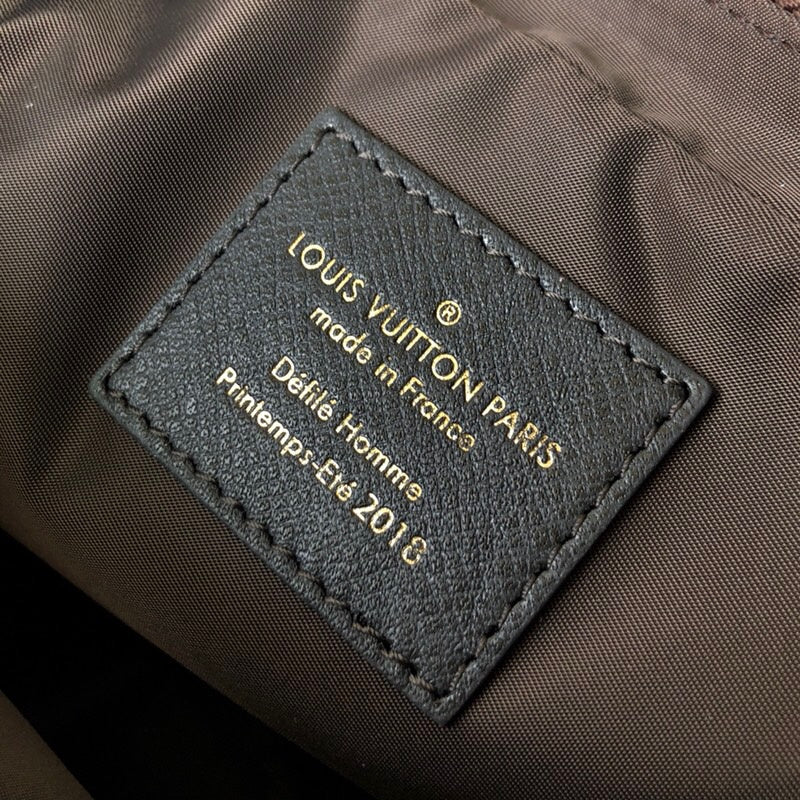 ®
LOUIS VUITTON PARIS
made in France
Défilé Homme
Printemps-Eté 2018